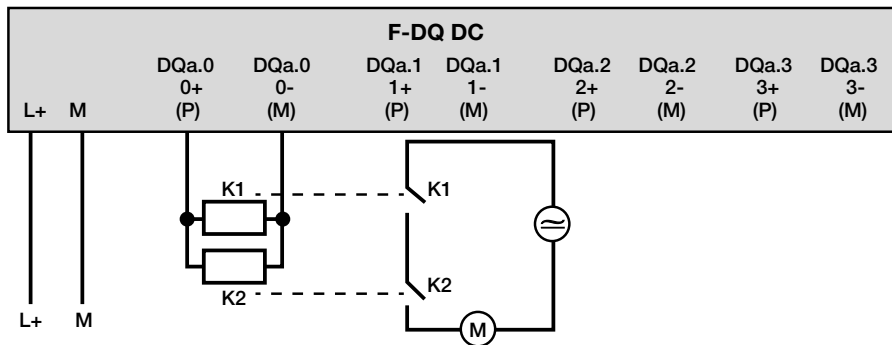 F-DQ DC
DQa.0 DQa.0 DQa.1 DQa.1 DQa.2 DQa.2 DQa.3 DQa.3
0+ 0- 1+ 1- 2+ 2- 3+ 3-
L+ M (P) (M) (P) (M) (P) (M) (P) (M)
K1 K1
K2 K2
L+ M M